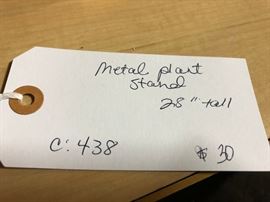 Metal plant
stand
28" tall
C: 438 $30